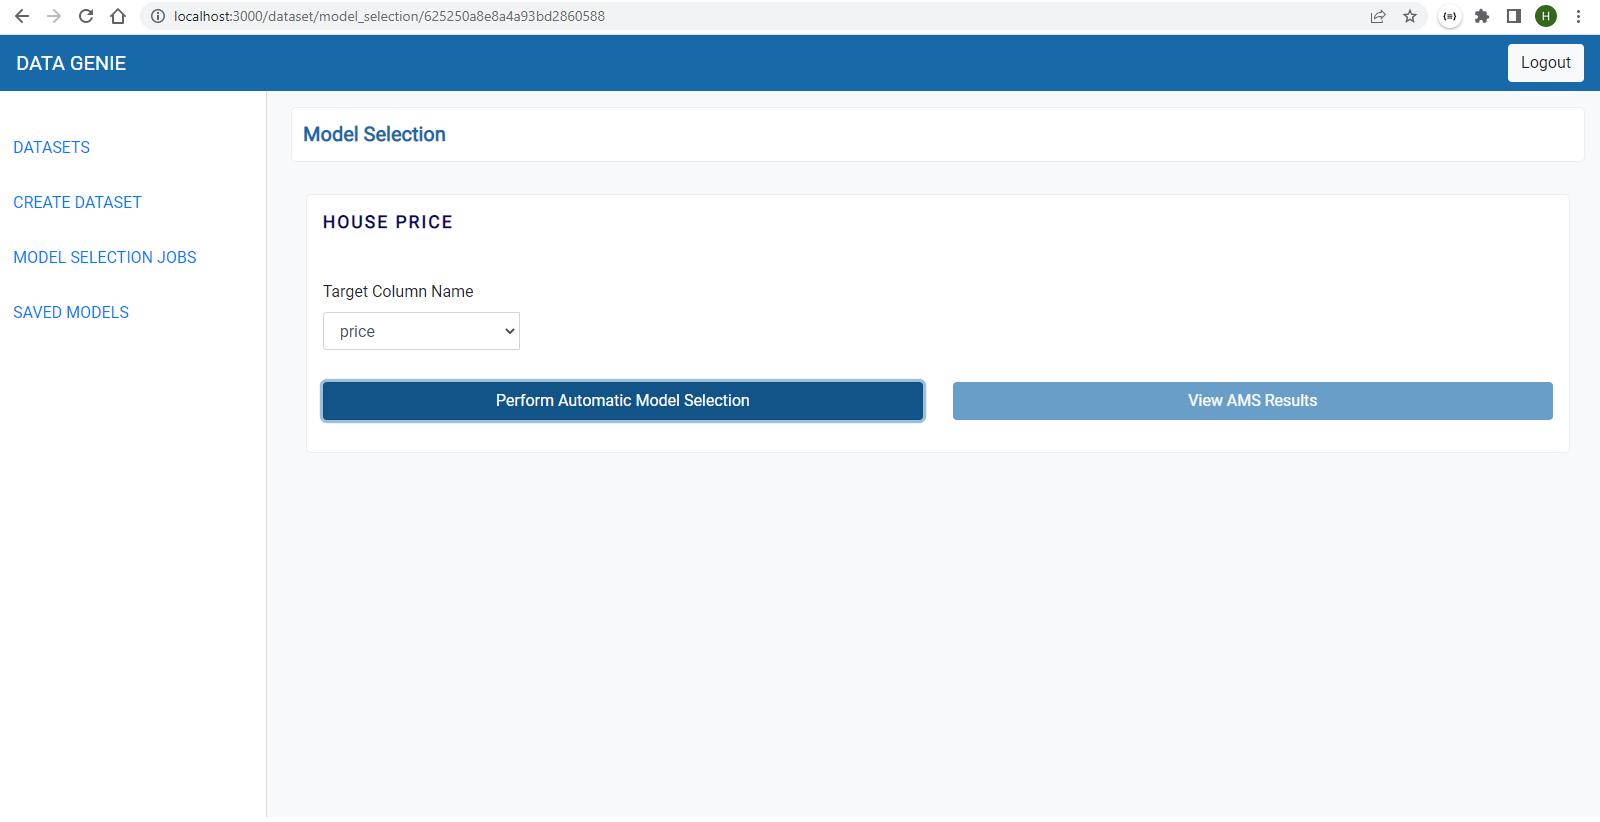 localhost:3000/dataset/model_selection/625250a8e8a4a93bd2860588
H
DATA GENIE
Logout
DATASETS
CREATE DATASET
MODEL SELECTION JOBS
SAVED MODELS
Model Selection
HOUSE PRICE
Target Column Name
price
Perform Automatic Model Selection
View AMS Results